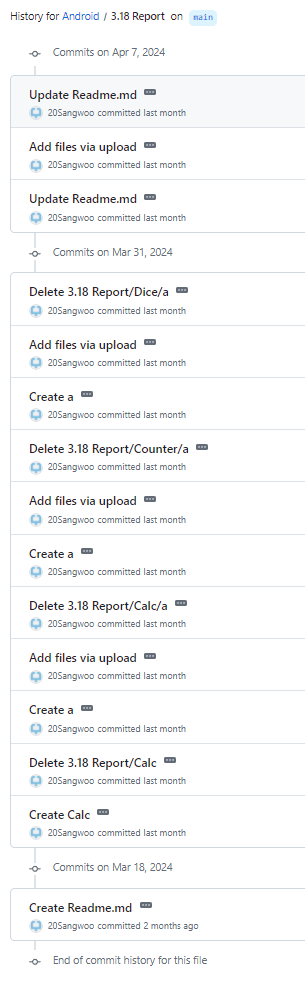 History for Android / 3.18 Report on main
Commits on Apr 7, 2024
Update Readme.md
20Sangwoo committed last month
Add files via upload
20Sangwoo committed last month
Update Readme.md
20Sangwoo committed last month
Commits on Mar 31, 2024
Delete 3.18 Report/Dice/a
20Sangwoo committed last month
Add files via upload
20Sangwoo committed last month
Create a
20Sangwoo committed last month
Delete 3.18 Report/Counter/a
20Sangwoo committed last month
Add files via upload
20Sangwoo committed last month
Create a
20Sangwoo committed last month
Delete 3.18 Report/Calc/a
20Sangwoo committed last month
Add files via upload
20Sangwoo committed last month
Create a
20Sangwoo committed last month
Delete 3.18 Report/Calc
20Sangwoo committed last month
Create Calc
20Sangwoo committed last month
Commits on Mar 18, 2024
Create Readme.md
20Sangwoo committed 2 months ago
End of commit history for this file